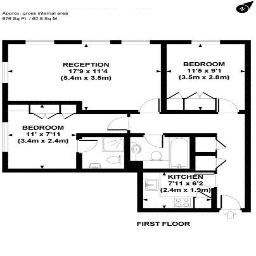 Approx. gross internal area
676 Sq Ft. / 62.8 Sq M.
RECEPTION
17'9 x 11'4
(5.4m x 3.5m)
BEDROOM
11'5 x 9'1
(3.5m x 2.8m)
BEDROOM
11' x 7'11
(3.4m x 2.4m)
KITCHEN
7'11 x 6'2
(2.4m x 1.9m)
FIRST FLOOR